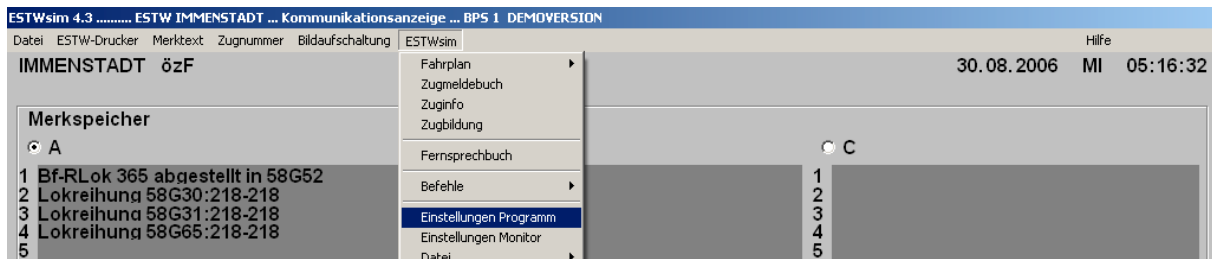 ESTWsim 4.3 .......... ESTW IMMENSTADT ... Kommunikationsanzeige ... BPS 1 DEMOVERSION
Datei ESTW-Drucker Merktext Zugnummer Bildaufschaltung ESTWsim Hilfe
IMMENSTADT özF 30.08.2006 MI 05:16:32
Fahrplan
Zugmeldebuch
Zuginfo
Zugbildung
Fernsprechbuch
Befehle
Einstellungen Programm
Einstellungen Monitor
Datei
Merkspeicher
A
1 Bf-RLok 365 abgestellt in 58G52
2 Lokreihung 58G30:218-218
3 Lokreihung 58G31:218-218
4 Lokreihung 58G65:218-218
5
C
1
2
3
4
5